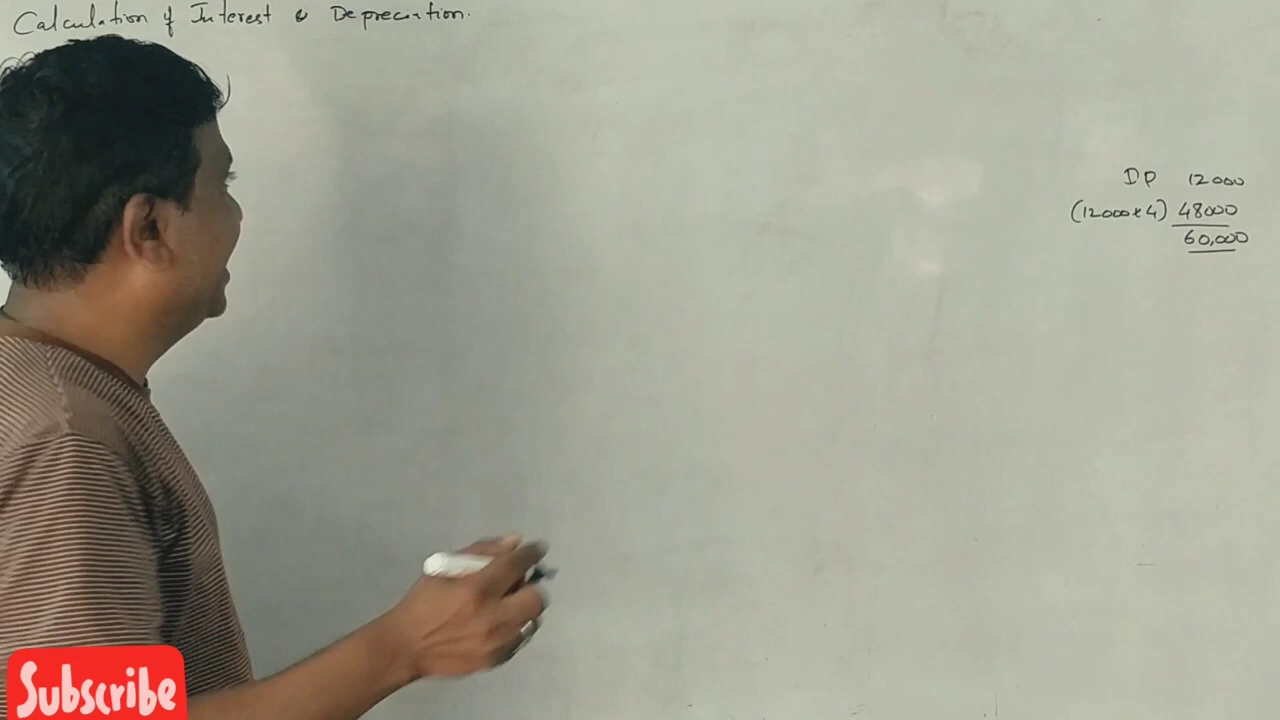 Calculation of Interest & Depreciation.
DP 12000
(12000×4) 48000
60,000
Subscribe